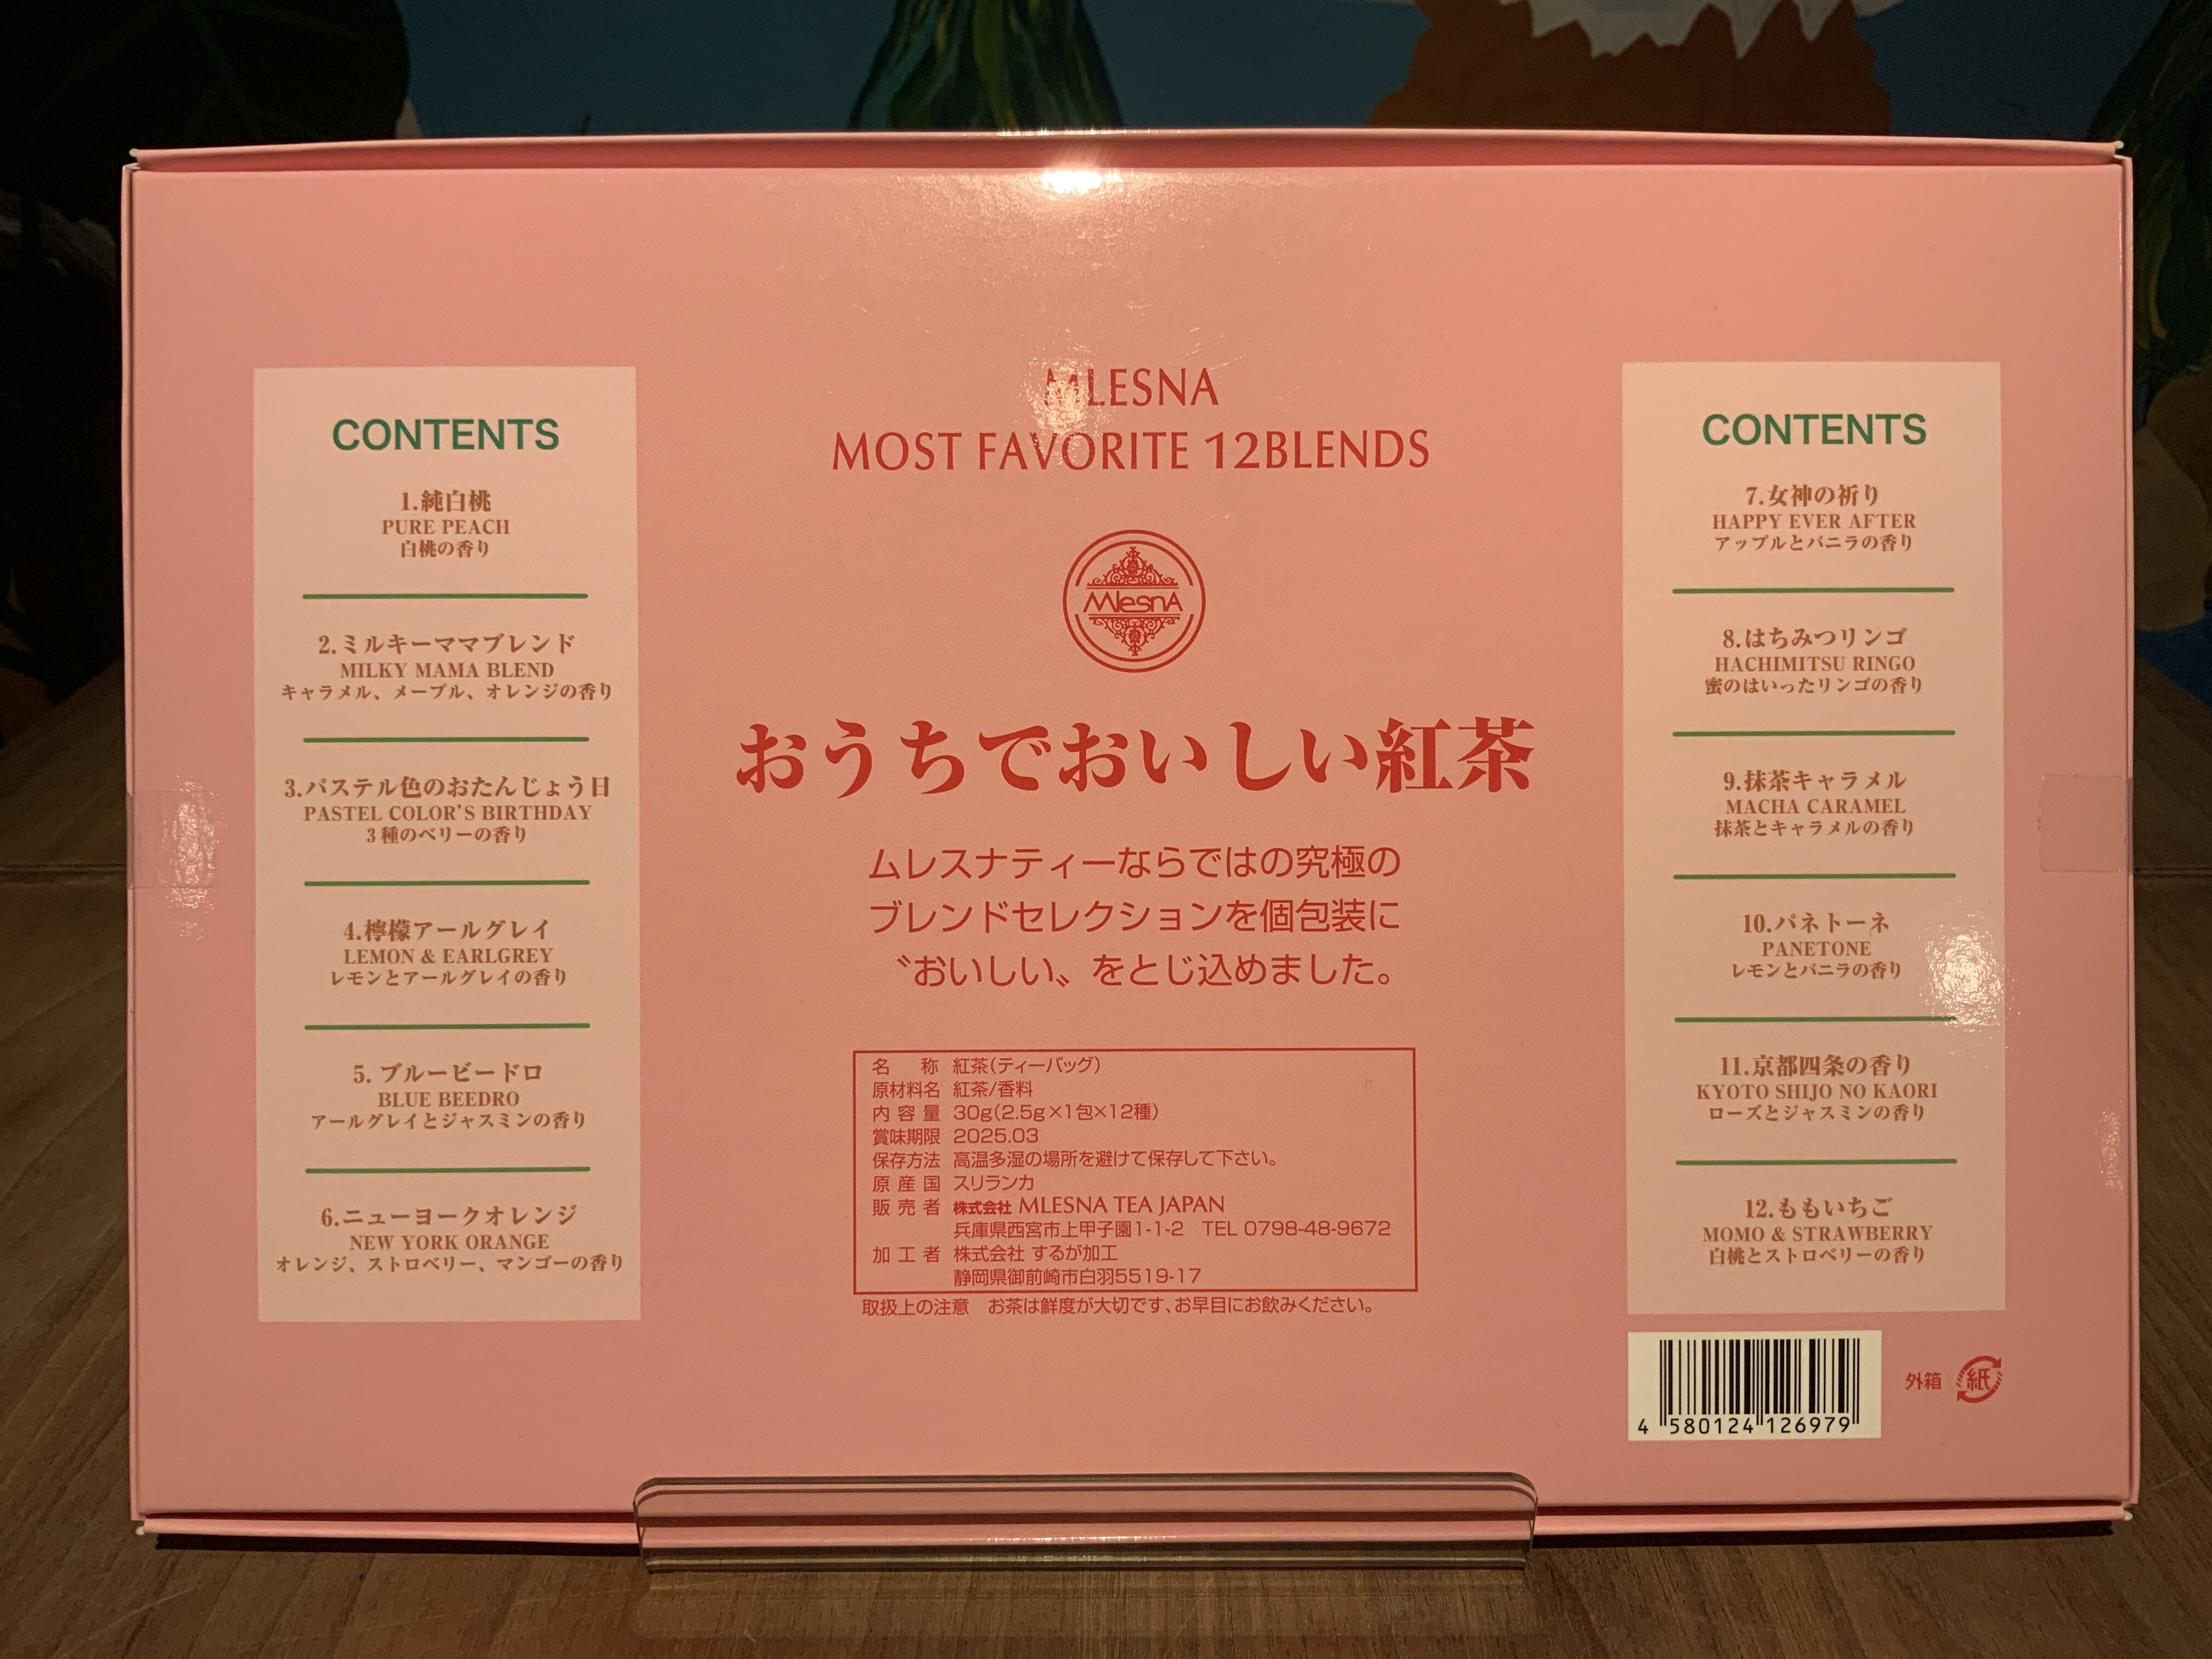 CONTENTS
1.純白桃
PURE PEACH
白桃の香り
2.ミルキーママブレンド
MILKY MAMA BLEND
キャラメル、メープル、オレンジの香り
3.パステル色のおたんじょう日
PASTEL COLOR'S BIRTHDAY
3種のベリーの香り
4.檸檬アールグレイ
LEMON & EARLGREY
レモンとアールグレイの香り
5. ブルービードロ
BLUE BEEDRO
アールグレイとジャスミンの香り
6.ニューヨークオレンジ
NEW YORK ORANGE
オレンジ、ストロベリー、マンゴーの香り
MLESNA
MOST FAVORITE 12BLENDS
MlesnA
おうちでおいしい紅茶
ムレスナティーならではの究極の
ブレンドセレクションを個包装に
〝おいしい〟をとじ込めました。
名称 紅茶(ティーバッグ)
原材料名 紅茶/香料
内容量 30g(2.5g×1包×12種)
賞味期限 2025.03
保存方法 高温多湿の場所を避けて保存して下さい。
原産国 スリランカ
販売者 株式会社 MLESNA TEA JAPAN
兵庫県西宮市上甲子園1-1-2 TEL 0798-48-9672
加工者 株式会社 するが加工
静岡県御前崎市白羽5519-17
取扱上の注意 お茶は鮮度が大切です、お早目にお飲みください。
CONTENTS
7.女神の祈り
HAPPY EVER AFTER
アップルとバニラの香り
8.はちみつリンゴ
HACHIMITSU RINGO
蜜のはいったリンゴの香り
9.抹茶キャラメル
MACHA CARAMEL
抹茶とキャラメルの香り
10.パネトーネ
PANETONE
レモンとバニラの香り
11.京都四条の香り
KYOTO SHIJO NO KAORI
ローズとジャスミンの香り
12.ももいちご
MOMO & STRAWBERRY
白桃とストロベリーの香り
4 580124 126979
外箱 紙